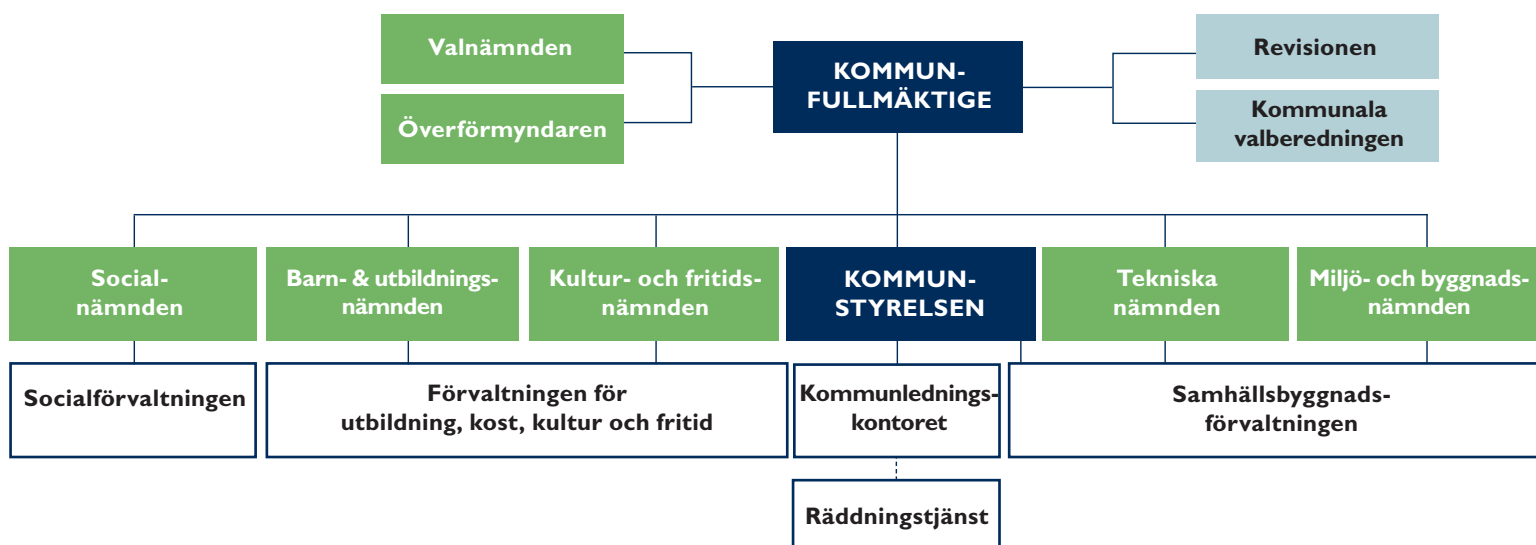 Valnämnden
Överförmyndaren
KOMMUN-
FULLMÄKTIGE
Revisionen
Kommunala
valberedningen
Social-
nämnden
Barn- & utbildnings-
nämnden
Kultur- och fritids-
nämnden
KOMMUN-
STYRELSEN
Tekniska
nämnden
Miljö- och byggnads-
nämnden
Socialförvaltningen
Förvaltningen för
utbildning, kost, kultur och fritid
Kommunlednings-
kontoret
Samhällsbyggnads-
förvaltningen
Räddningstjänst